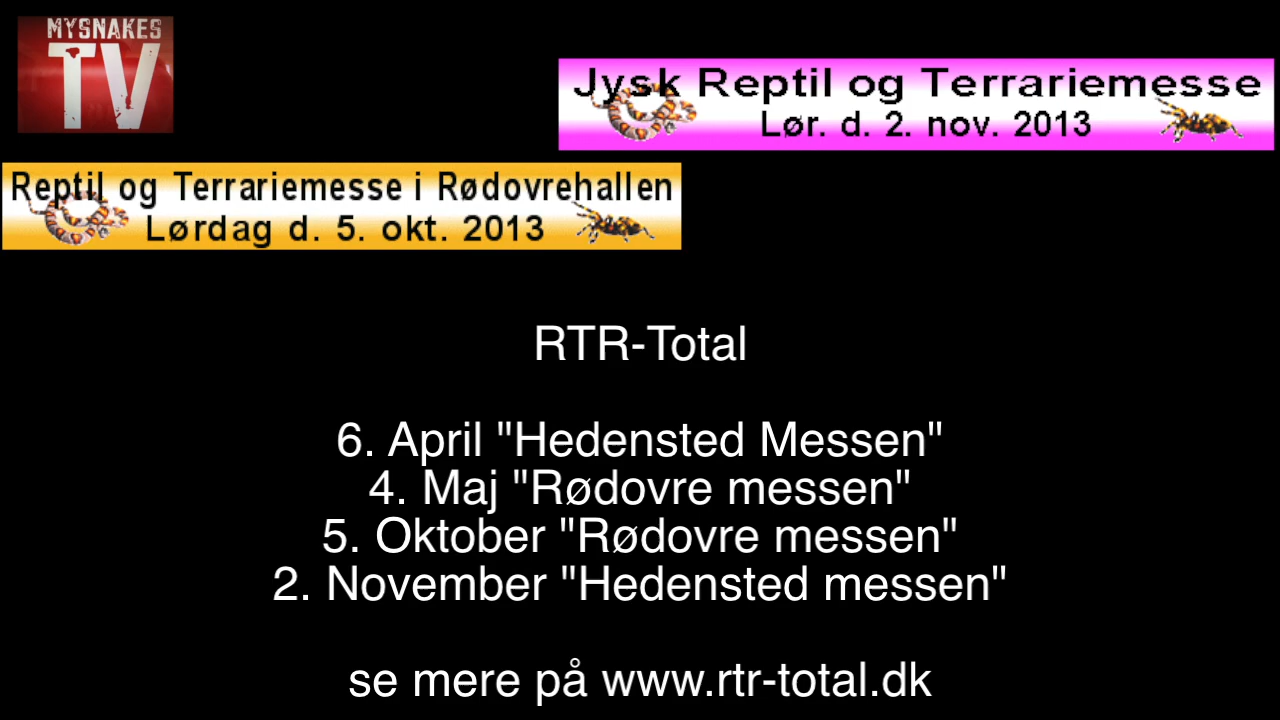 MYSNAKES
TV
Jysk Reptil og Terrariemesse
Lør. d. 2. nov. 2013
Reptil og Terrariemesse i Rødovrehallen
Lørdag d. 5. okt. 2013
RTR-Total
6. April "Hedensted Messen"
4. Maj "Rødovre messen"
5. Oktober "Rødovre messen"
2. November "Hedensted messen"
se mere på www.rtr-total.dk